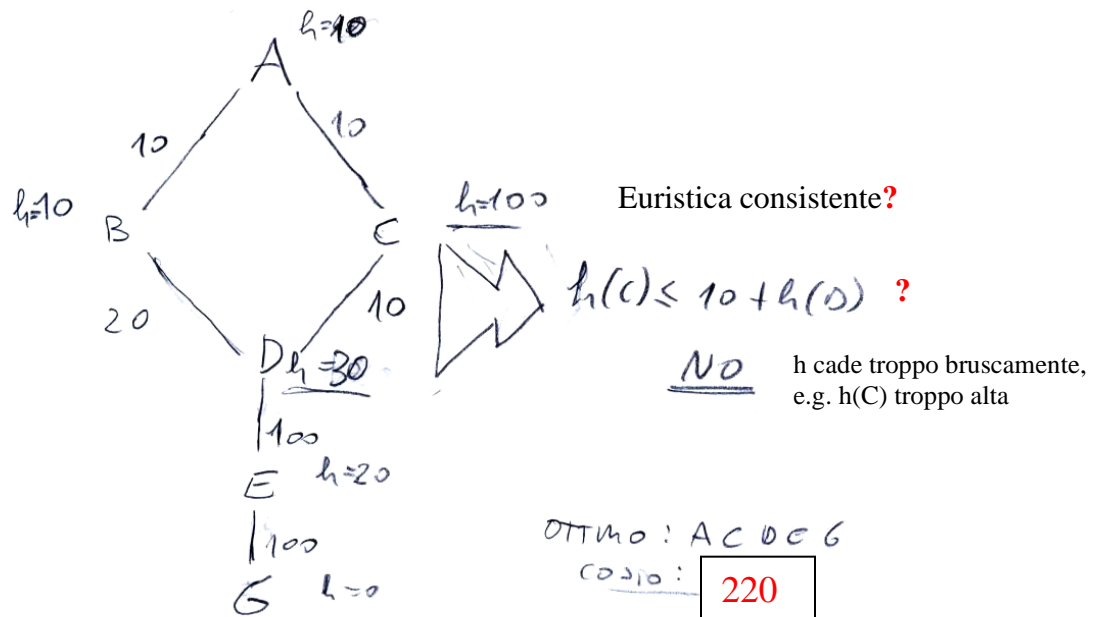 h=10
A
10
10
h=10
B
C
h=100
Euristica consistente?
h(C) ≤ 10 + h(D) ?
20
10
D h=30
NO
h cade troppo bruscamente,
e.g. h(C) troppo alta
100
E h=20
100
G h=0
OTTIMO : A C D E G
COSTO :
220